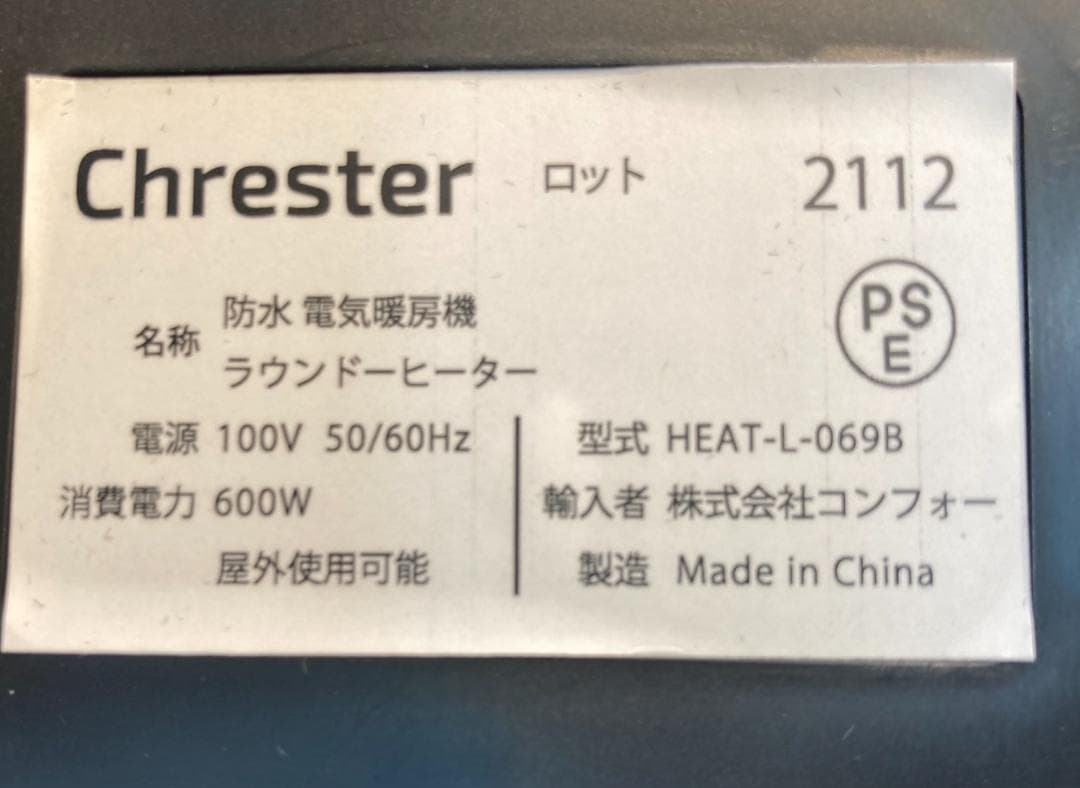 Chrester ロット 2112
PSE
名称 防水 電気暖房機
ラウンドーヒーター
電源 100V 50/60Hz
消費電力 600W
屋外使用可能
型式 HEAT-L-069B
輸入者 株式会社コンフォー
製造 Made in China